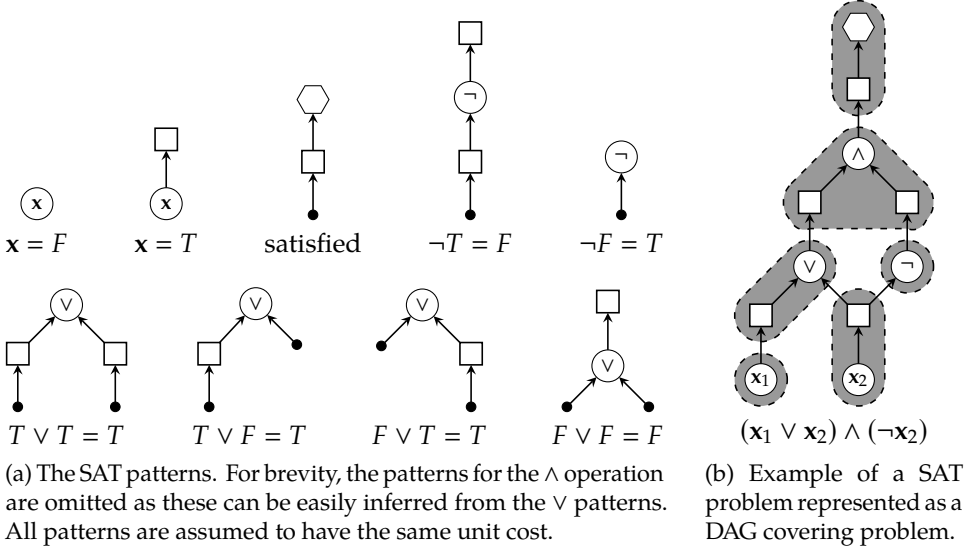 ∧
x x ¬ ¬
x = F x = T satisfied ¬T = F ¬F = T
∨ ∨ ∨ ∨
T ∨ T = T T ∨ F = T F ∨ T = T F ∨ F = F
∨ ¬
x₁ x₂
(x₁ ∨ x₂) ∧ (¬x₂)
(a) The SAT patterns. For brevity, the patterns for the ∧ operation
are omitted as these can be easily inferred from the ∨ patterns.
All patterns are assumed to have the same unit cost.
(b) Example of a SAT
problem represented as a
DAG covering problem.